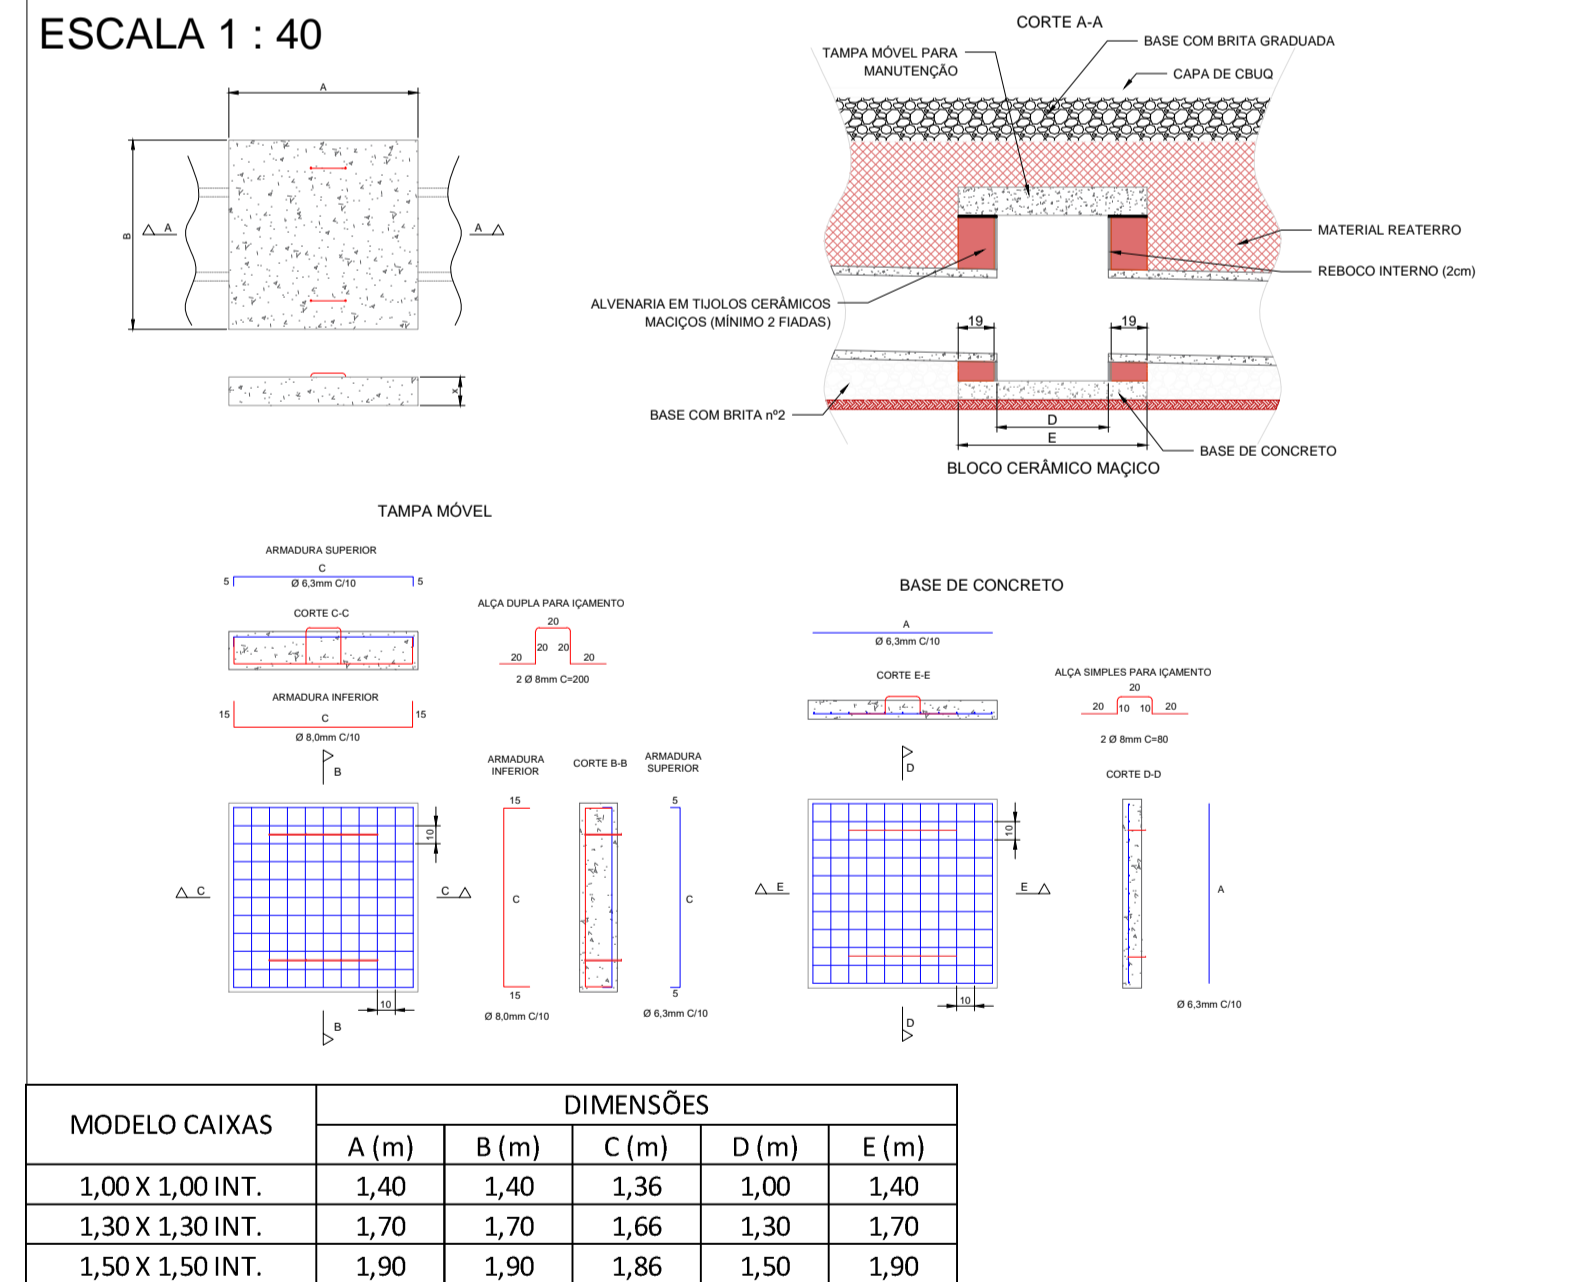 ESCALA 1 : 40
A
B
A
A
x
CORTE A-A
TAMPA MÓVEL PARA
MANUTENÇÃO
BASE COM BRITA GRADUADA
CAPA DE CBUQ
MATERIAL REATERRO
REBOCO INTERNO (2cm)
ALVENARIA EM TIJOLOS CERÂMICOS
MACIÇOS (MÍNIMO 2 FIADAS)
19
19
BASE COM BRITA nº2
D
E
BASE DE CONCRETO
BLOCO CERÂMICO MAÇICO
TAMPA MÓVEL
ARMADURA SUPERIOR
C
5
Ø 6,3mm C/10
5
CORTE C-C
ARMADURA INFERIOR
15
C
15
Ø 8,0mm C/10
ALÇA DUPLA PARA IÇAMENTO
20
20
20
20
20
2 Ø 8mm C=200
B
C
C
10
10
B
ARMADURA
INFERIOR
15
C
15
Ø 8,0mm C/10
CORTE B-B
ARMADURA
SUPERIOR
5
C
5
Ø 6,3mm C/10
BASE DE CONCRETO
A
Ø 6,3mm C/10
CORTE E-E
ALÇA SIMPLES PARA IÇAMENTO
20
20
10
10
20
2 Ø 8mm C=80
D
E
E
10
10
D
CORTE D-D
A
Ø 6,3mm C/10
MODELO CAIXAS
DIMENSÕES
A (m) B (m) C (m) D (m) E (m)
1,00 X 1,00 INT. 1,40 1,40 1,36 1,00 1,40
1,30 X 1,30 INT. 1,70 1,70 1,66 1,30 1,70
1,50 X 1,50 INT. 1,90 1,90 1,86 1,50 1,90